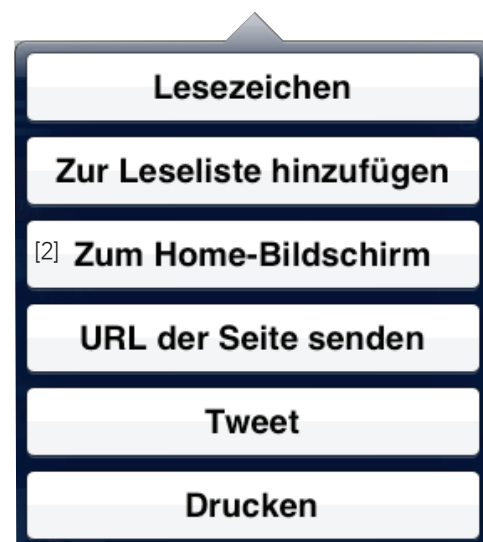 Lesezeichen
Zur Leseliste hinzufügen
[2] Zum Home-Bildschirm
URL der Seite senden
Tweet
Drucken